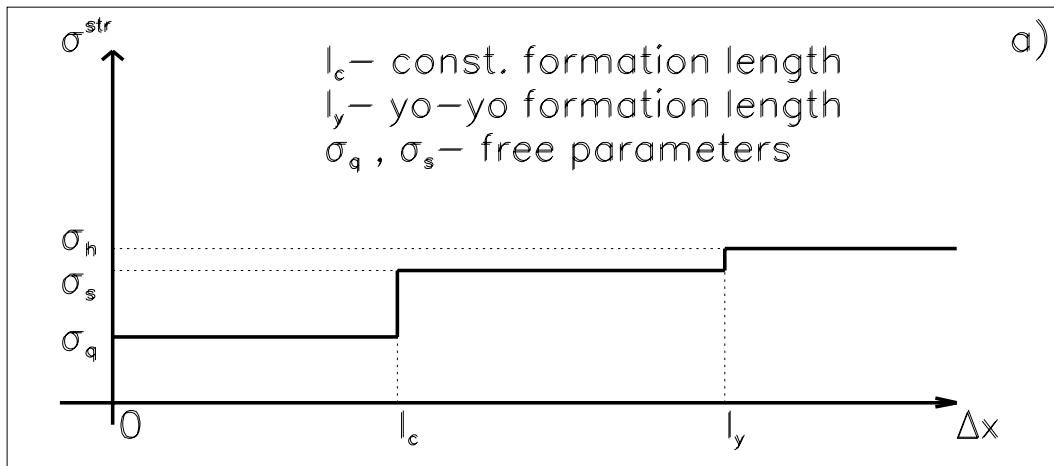 σ^str
a)
l_c – const. formation length
l_y – yo–yo formation length
σ_q , σ_s – free parameters
σ_h
σ_s
σ_q
0 l_c l_y Δx